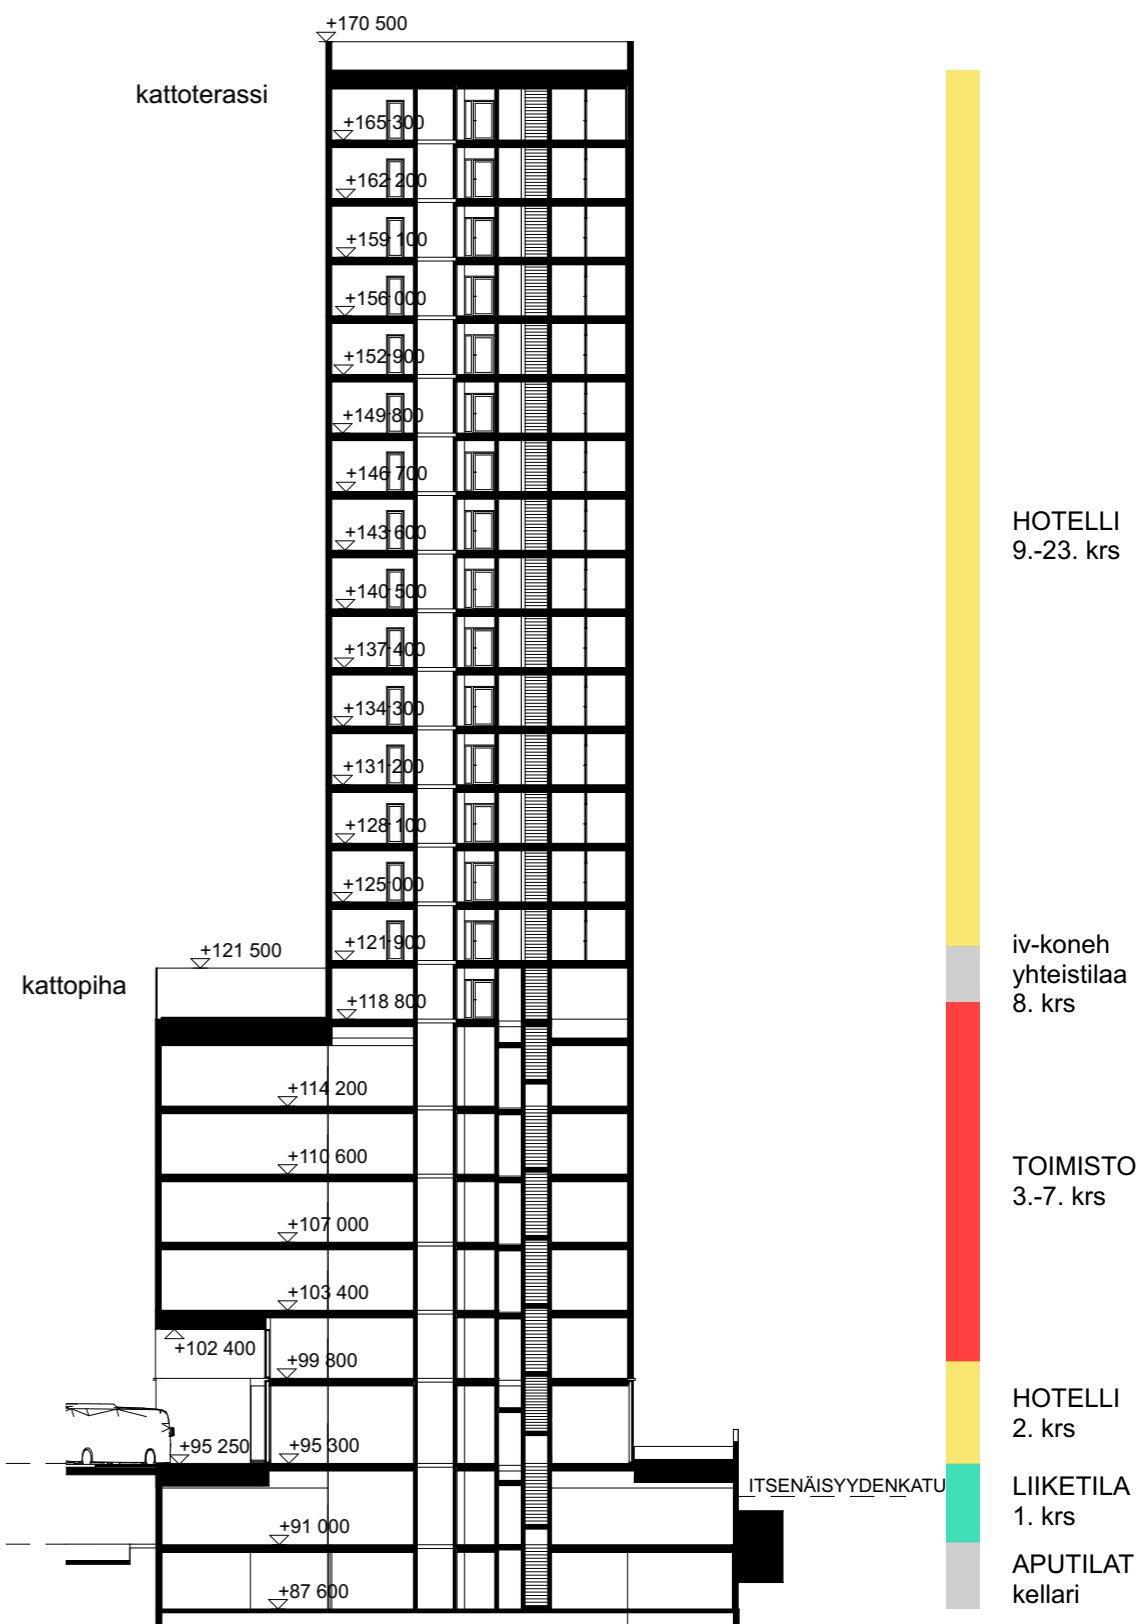 +170 500
kattoterassi
+165 300
+162 200
+159 100
+156 000
+152 900
+149 800
+146 700
+143 600
+140 500
+137 400
+134 300
+131 200
+128 100
+125 000
+121 900
+121 500
kattopiha
+118 800
+114 200
+110 600
+107 000
+103 400
+102 400
+99 800
+95 250
+95 300
+91 000
+87 600
ITSENÄISYYDENKATU
HOTELLI
9.-23. krs
iv-koneh
yhteistilaa
8. krs
TOIMISTO
3.-7. krs
HOTELLI
2. krs
LIIKETILA
1. krs
APUTILAT
kellari